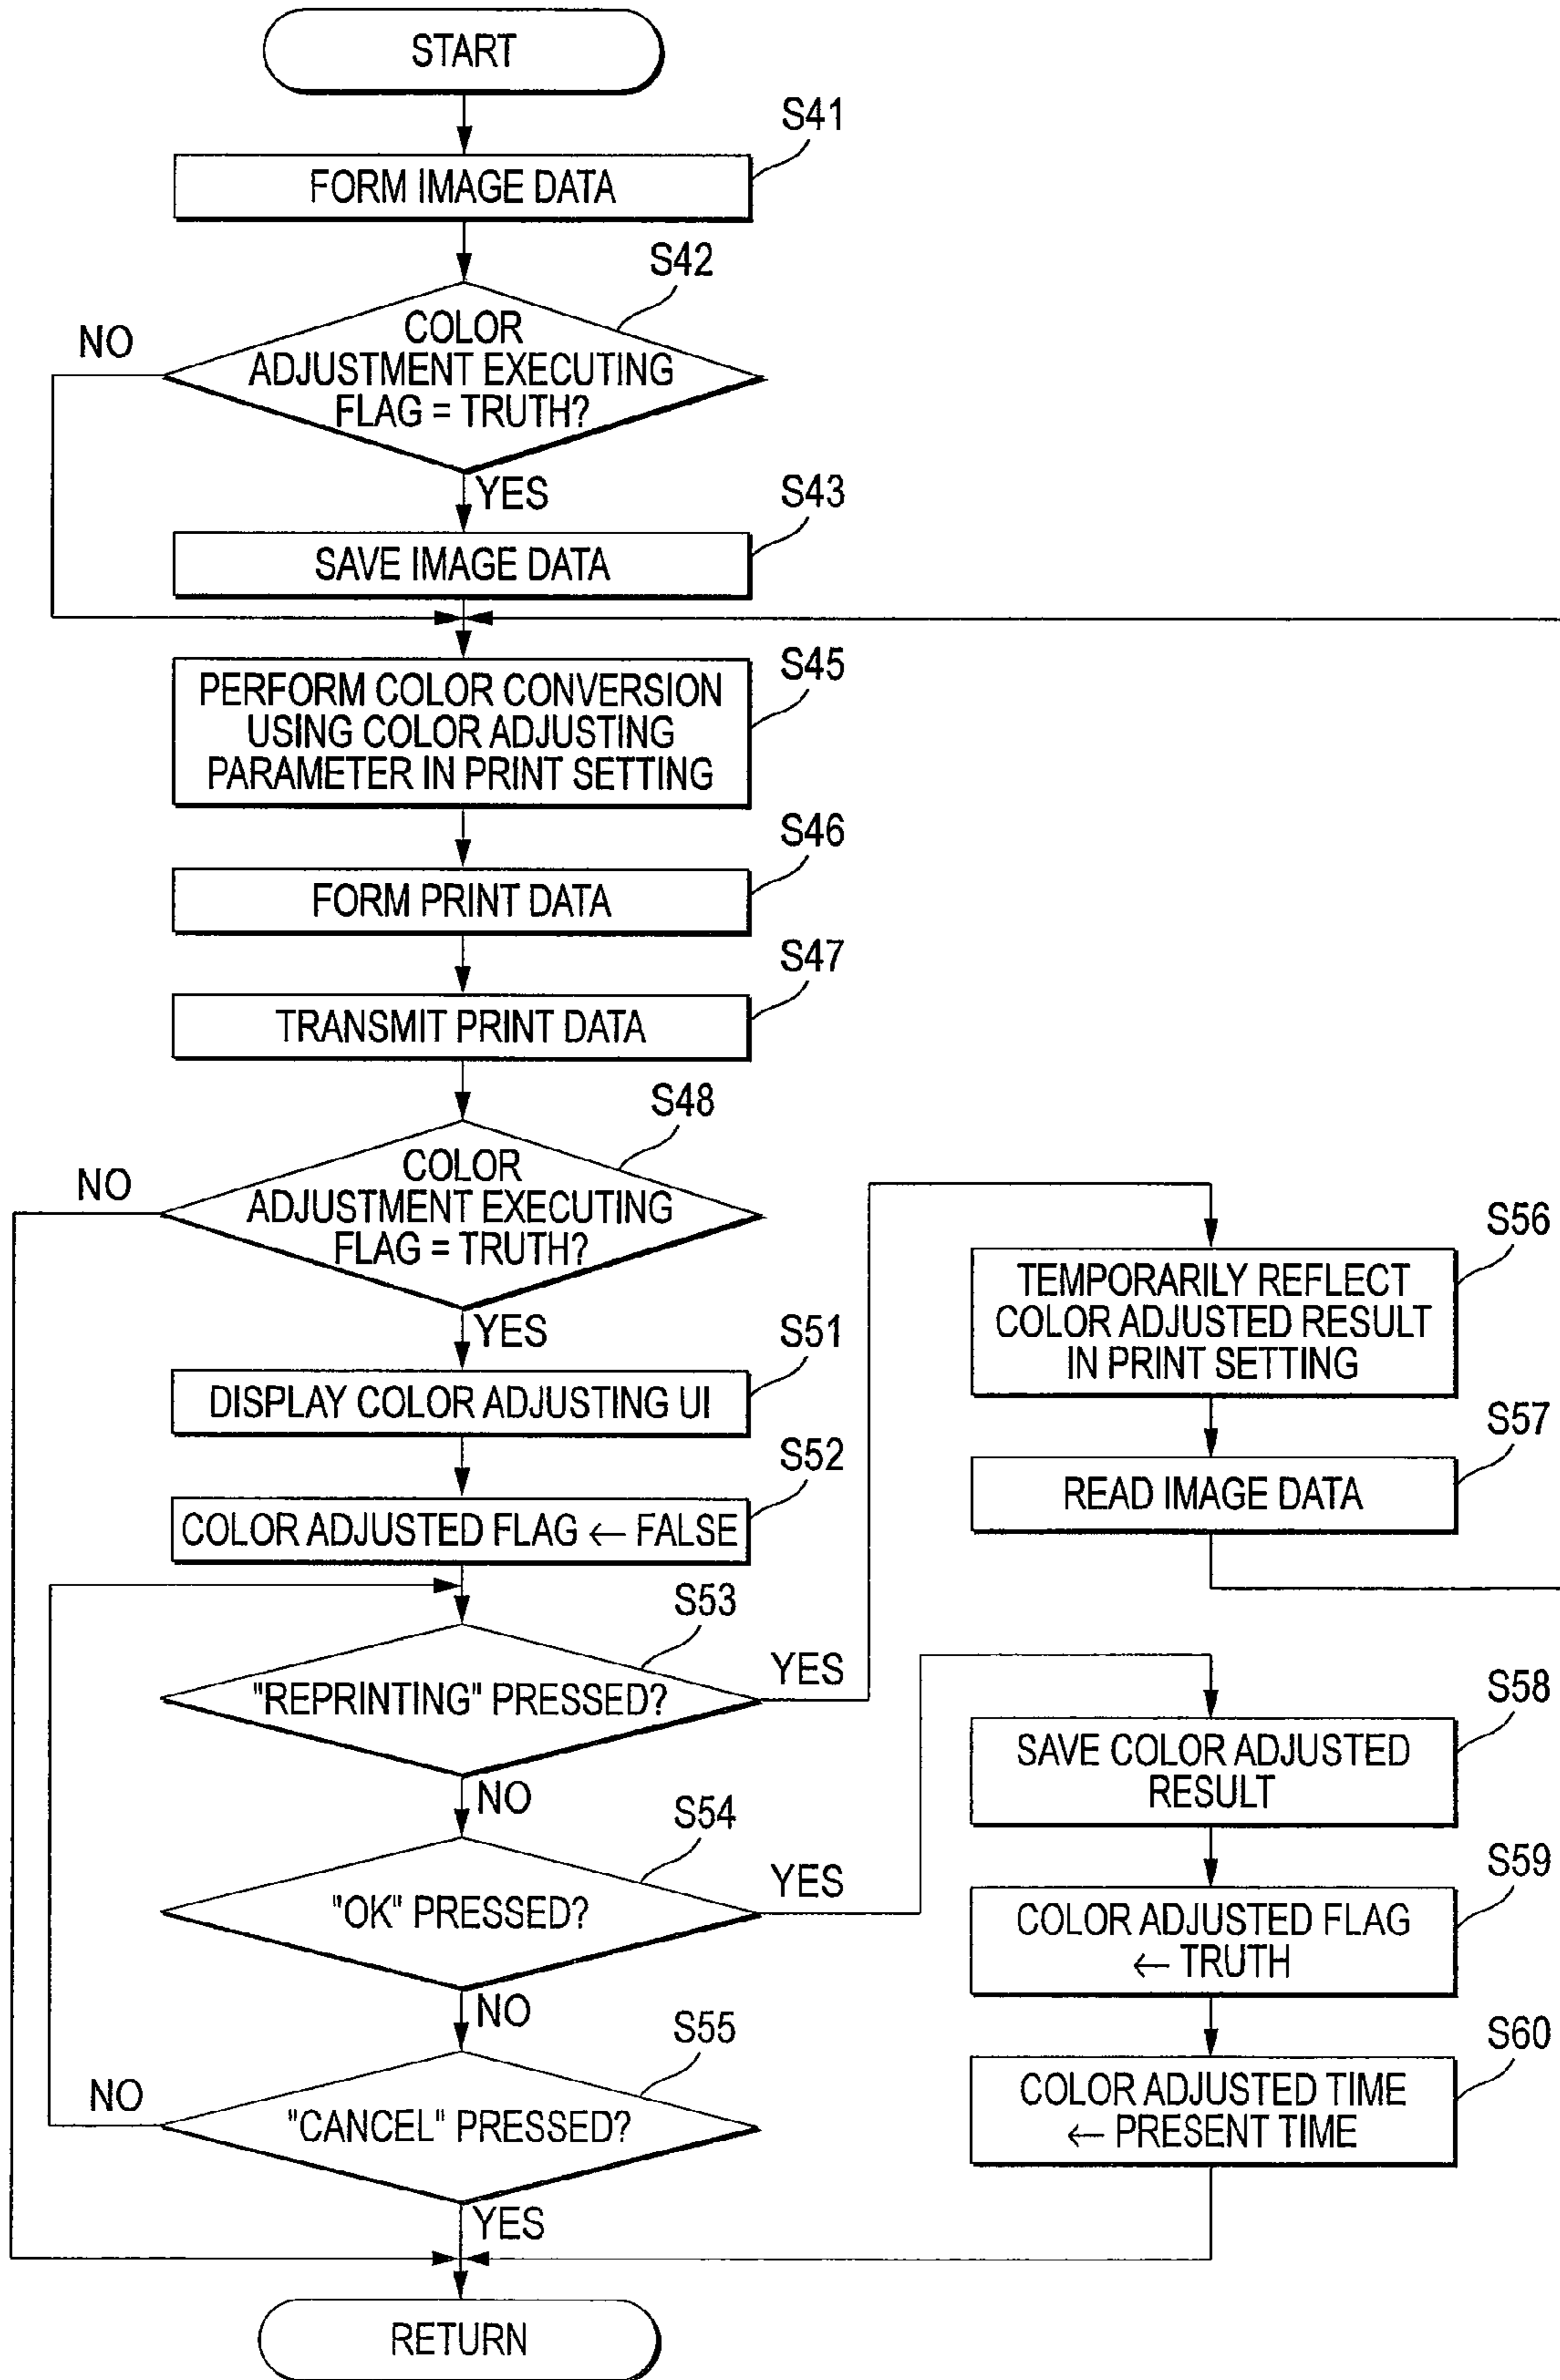 START
S41
FORM IMAGE DATA
S42
NO
COLOR
ADJUSTMENT EXECUTING
FLAG = TRUTH?
YES
S43
SAVE IMAGE DATA
S45
PERFORM COLOR CONVERSION
USING COLOR ADJUSTING
PARAMETER IN PRINT SETTING
S46
FORM PRINT DATA
S47
TRANSMIT PRINT DATA
S48
NO
COLOR
ADJUSTMENT EXECUTING
FLAG = TRUTH?
YES
S51
DISPLAY COLOR ADJUSTING UI
S52
COLOR ADJUSTED FLAG ← FALSE
S53
"REPRINTING" PRESSED?
YES
NO
S54
"OK" PRESSED?
YES
NO
S55
NO
"CANCEL" PRESSED?
YES
S56
TEMPORARILY REFLECT
COLOR ADJUSTED RESULT
IN PRINT SETTING
S57
READ IMAGE DATA
S58
SAVE COLOR ADJUSTED
RESULT
S59
COLOR ADJUSTED FLAG
← TRUTH
S60
COLOR ADJUSTED TIME
← PRESENT TIME
RETURN